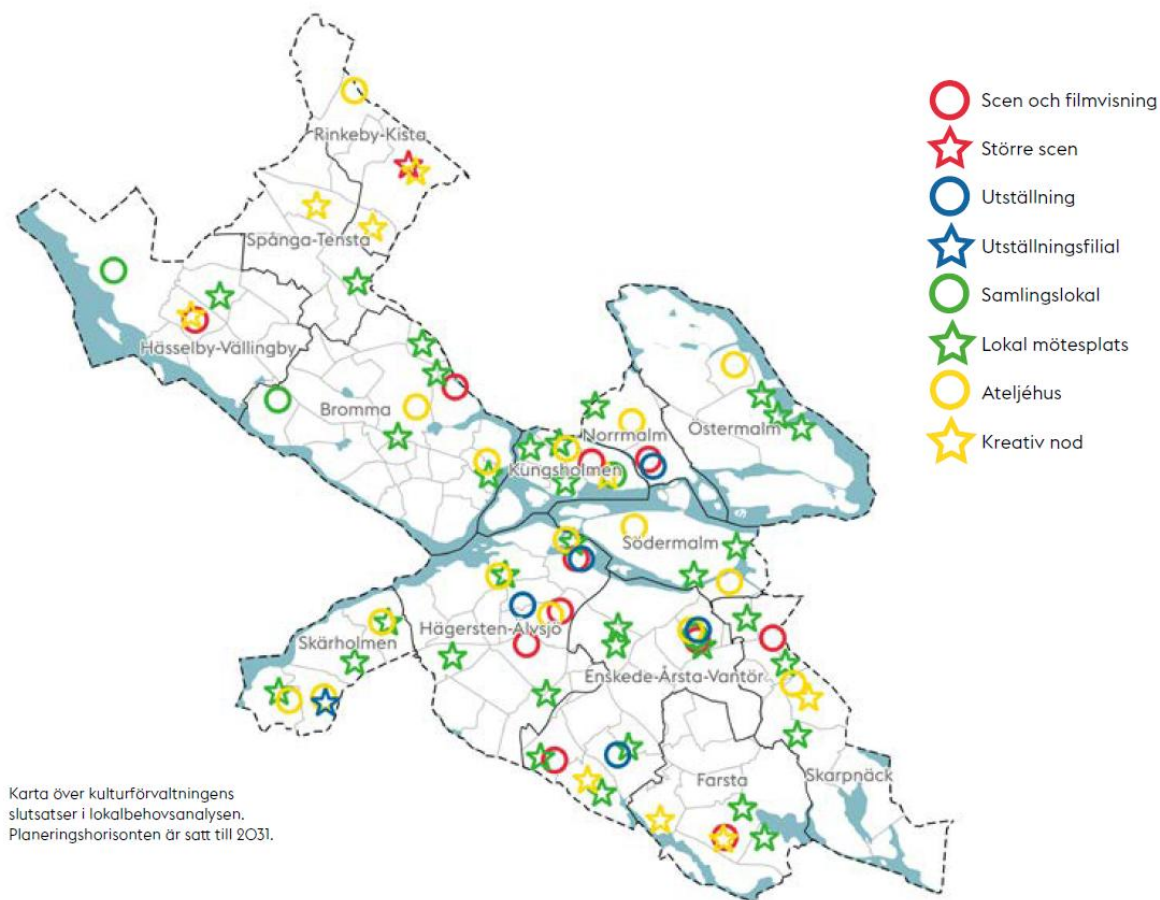 Scen och filmvisning
Större scen
Utställning
Utställningsfilial
Samlingslokal
Lokal mötesplats
Ateljéhus
Kreativ nod
Rinkeby-Kista
Spånga-Tensta
Hässelby-Vällingby
Bromma
Norrmalm
Östermalm
Kungsholmen
Södermalm
Hägersten-Älvsjö
Skärholmen
Enskede-Årsta-Vantör
Farsta
Skarpnäck
Karta över kulturförvaltningens
slutsatser i lokalbehovsanalysen.
Planeringshorisonten är satt till 2031.